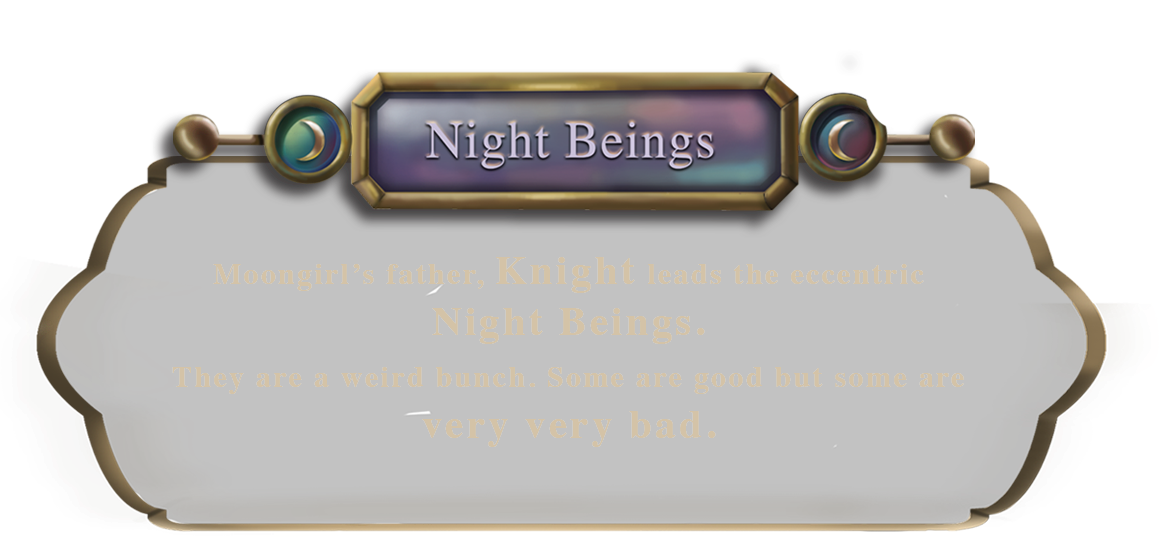 Night Beings
Moongirl's father, Knight leads the eccentric
Night Beings.
They are a weird bunch. Some are good but some are
very very bad.